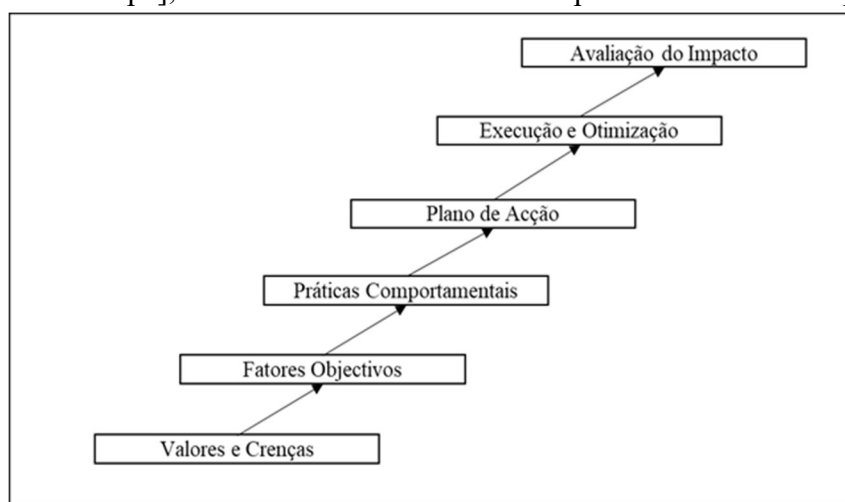 Avaliação do Impacto
Execução e Otimização
Plano de Acção
Práticas Comportamentais
Fatores Objectivos
Valores e Crenças